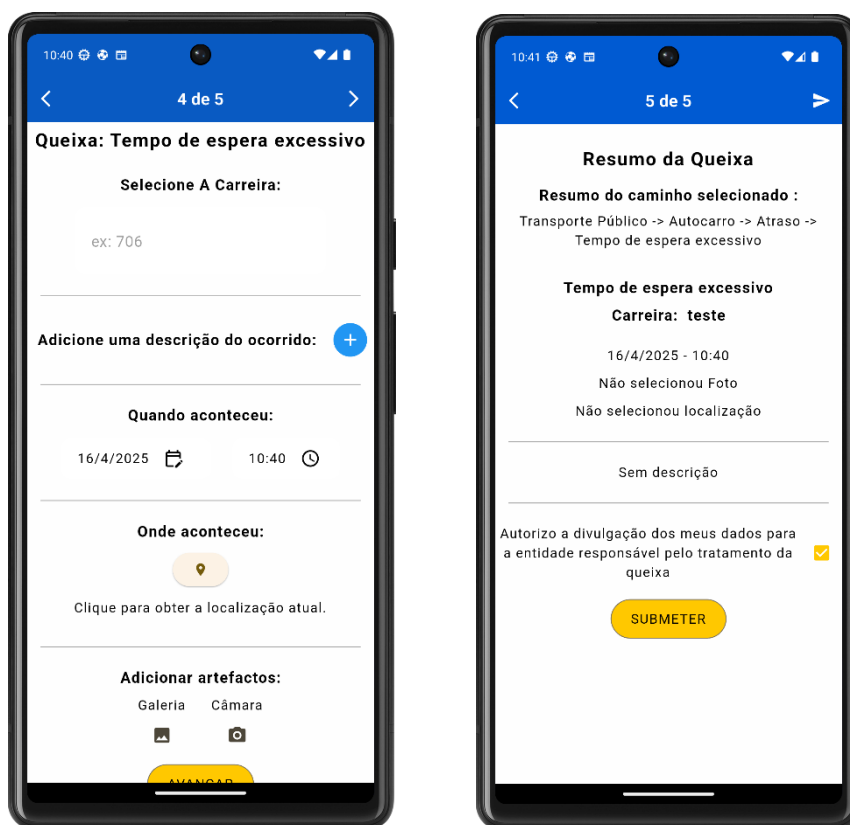 10:40
4 de 5
Queixa: Tempo de espera excessivo
Selecione A Carreira:
ex: 706
Adicione uma descrição do ocorrido:
Quando aconteceu:
16/4/2025 10:40
Onde aconteceu:
Clique para obter a localização atual.
Adicionar artefactos:
Galeria Câmara
AVANÇAR
10:41
5 de 5
Resumo da Queixa
Resumo do caminho selecionado :
Transporte Público -> Autocarro -> Atraso ->
Tempo de espera excessivo
Tempo de espera excessivo
Carreira: teste
16/4/2025 - 10:40
Não selecionou Foto
Não selecionou localização
Sem descrição
Autorizo a divulgação dos meus dados para
a entidade responsável pelo tratamento da
queixa
SUBMETER